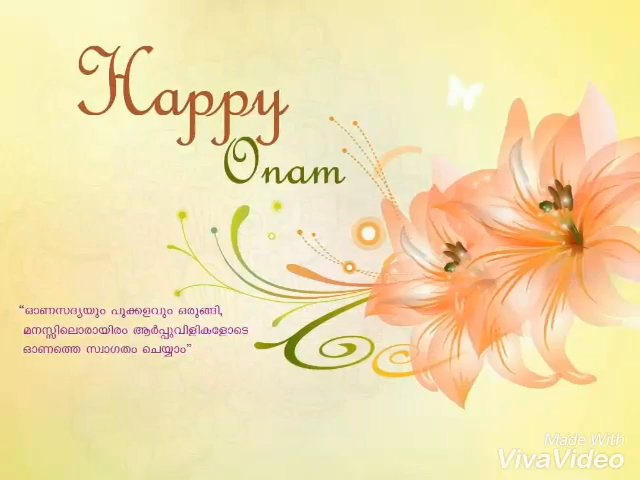 Happy
Onam
“ഓണസദ്യയും പൂക്കളവും ഒരുങ്ങി,
മനസ്സിലൊരായിരം ആർപ്പുവിളികളോടെ
ഓണത്തെ സ്വാഗതം ചെയ്യാം”
Made With
VivaVideo